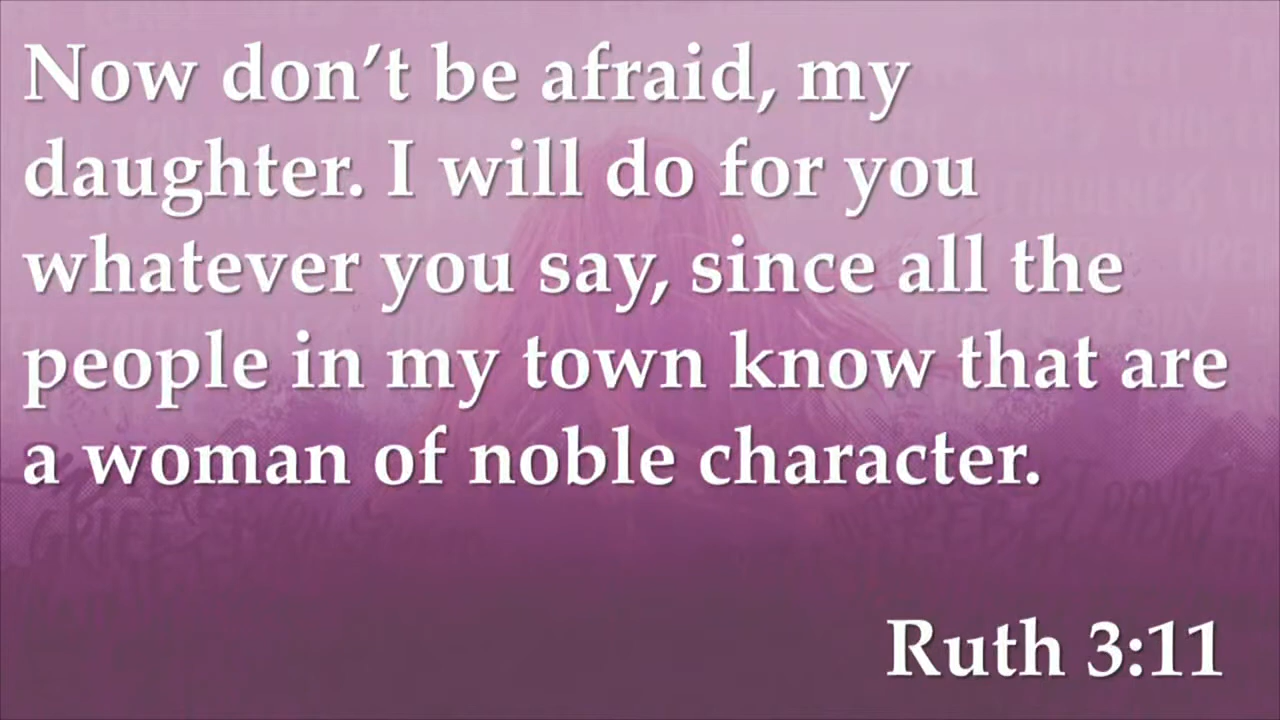 Now don’t be afraid, my
daughter. I will do for you
whatever you say, since all the
people in my town know that are
a woman of noble character.
Ruth 3:11